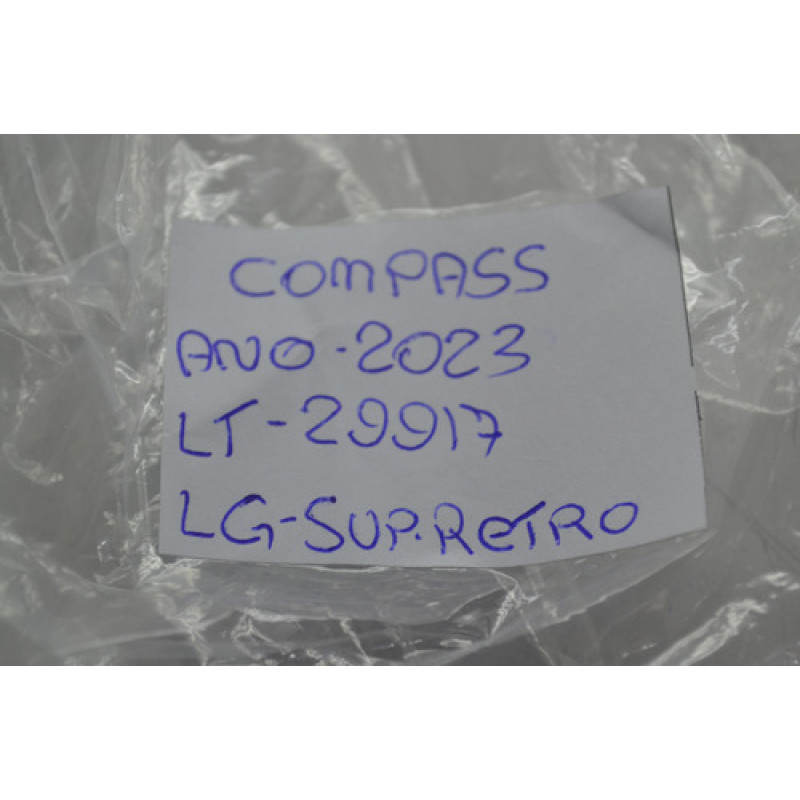 COMPASS
ANO-2023
LT-29917
LG-SUP.RETRO